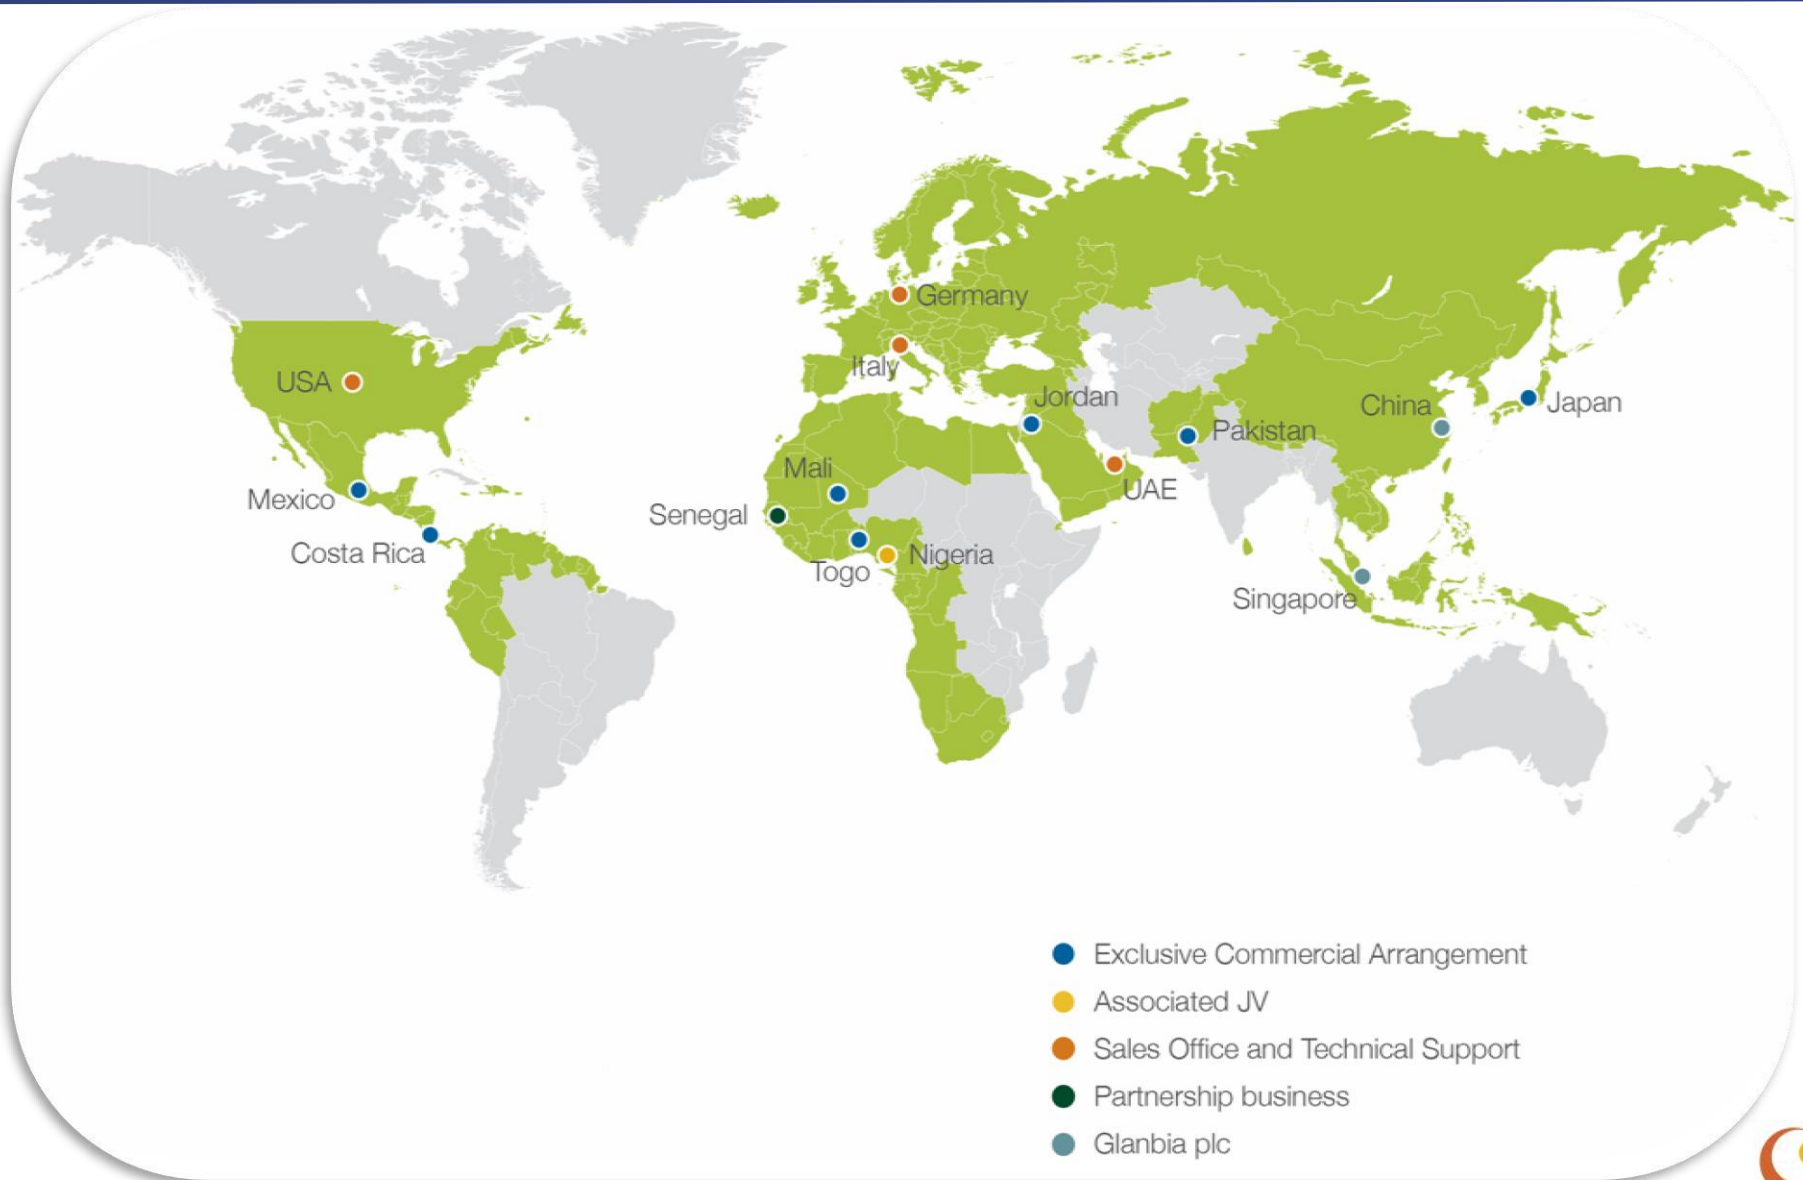 Germany
Italy
USA
Jordan
China
Japan
Pakistan
Mali
UAE
Mexico
Senegal
Costa Rica
Nigeria
Togo
Singapore
Exclusive Commercial Arrangement
Associated JV
Sales Office and Technical Support
Partnership business
Glanbia plc